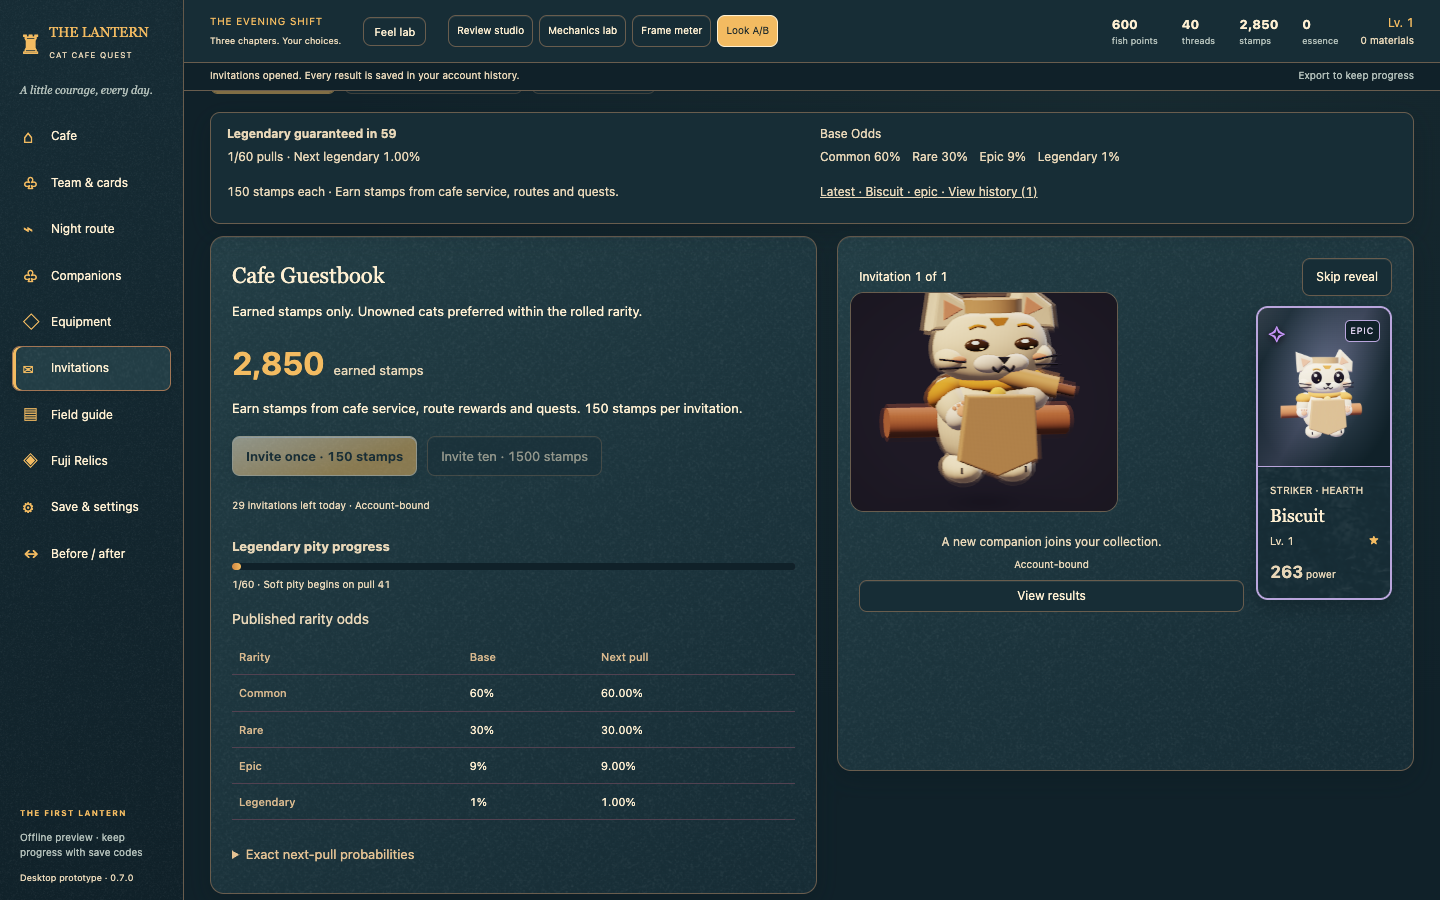 THE LANTERN
CAT CAFE QUEST
A little courage, every day.
Cafe
Team & cards
Night route
Companions
Equipment
Invitations
Field guide
Fuji Relics
Save & settings
Before / after
THE FIRST LANTERN
Offline preview · keep
progress with save codes
Desktop prototype · 0.7.0
THE EVENING SHIFT
Three chapters. Your choices.
Feel lab
Review studio
Mechanics lab
Frame meter
Look A/B
600
fish points
40
threads
2,850
stamps
0
essence
Lv. 1
0 materials
Invitations opened. Every result is saved in your account history.
Export to keep progress
Legendary guaranteed in 59
1/60 pulls · Next legendary 1.00%
150 stamps each · Earn stamps from cafe service, routes and quests.
Base Odds
Common 60% Rare 30% Epic 9% Legendary 1%
Latest · Biscuit · epic · View history (1)
Cafe Guestbook
Earned stamps only. Unowned cats preferred within the rolled rarity.
2,850 earned stamps
Earn stamps from cafe service, route rewards and quests. 150 stamps per invitation.
Invite once · 150 stamps
Invite ten · 1500 stamps
29 invitations left today · Account-bound
Legendary pity progress
1/60 · Soft pity begins on pull 41
Published rarity odds
Rarity Base Next pull
Common 60% 60.00%
Rare 30% 30.00%
Epic 9% 9.00%
Legendary 1% 1.00%
Exact next-pull probabilities
Invitation 1 of 1
Skip reveal
A new companion joins your collection.
Account-bound
View results
EPIC
STRIKER · HEARTH
Biscuit
Lv. 1
263 power